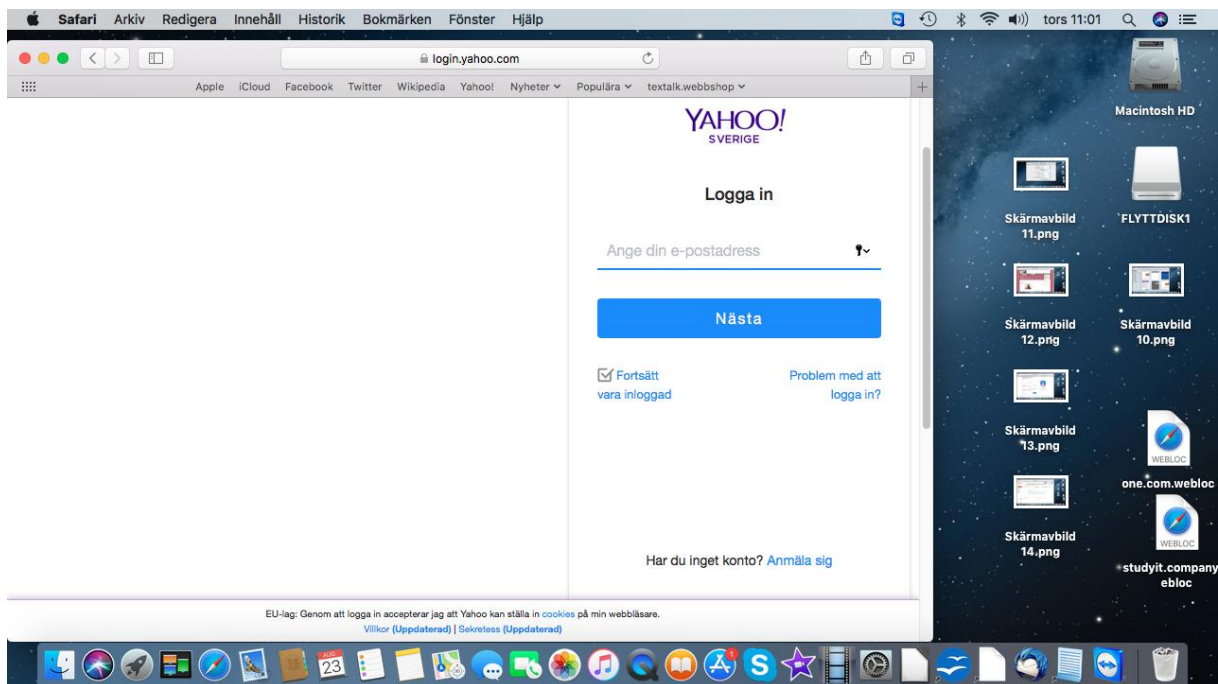 Safari Arkiv Redigera Innehåll Historik Bokmärken Fönster Hjälp tors 11:01
login.yahoo.com
Apple iCloud Facebook Twitter Wikipedia Yahoo! Nyheter Populära textalk.webbshop
YAHOO!
SVERIGE
Logga in
Ange din e-postadress
Nästa
Fortsätt
vara inloggad
Problem med att
logga in?
Har du inget konto? Anmäla sig
EU-lag: Genom att logga in accepterar jag att Yahoo kan ställa in cookies på min webbläsare.
Villkor (Uppdaterad) | Sekretess (Uppdaterad)
Macintosh HD
Skärmavbild
11.png
FLYTTDISK1
Skärmavbild
12.png
Skärmavbild
10.png
Skärmavbild
13.png
WEBLOC
one.com.webloc
Skärmavbild
14.png
WEBLOC
studyit.company
ebloc
AUG
23